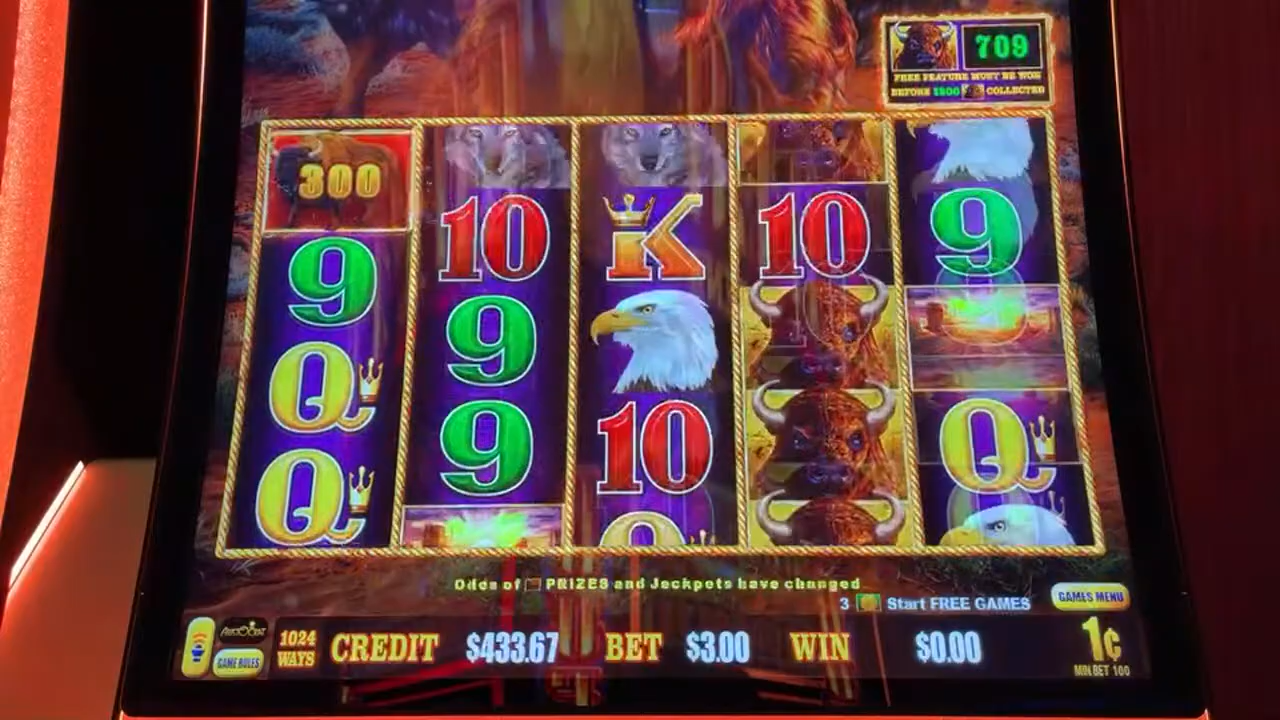 709
FREE FEATURE MUST BE WON
BEFORE 1800 COLLECTED
300
10 K 10 9
9 9
Q 9 10 Q
Q Q
Odds of PRIZES and Jackpots have changed
3 Start FREE GAMES
GAMES MENU
ARISTOCRAT
GAME RULES
1024 WAYS
CREDIT $433.67 BET $3.00 WIN $0.00
1¢
MIN BET 100